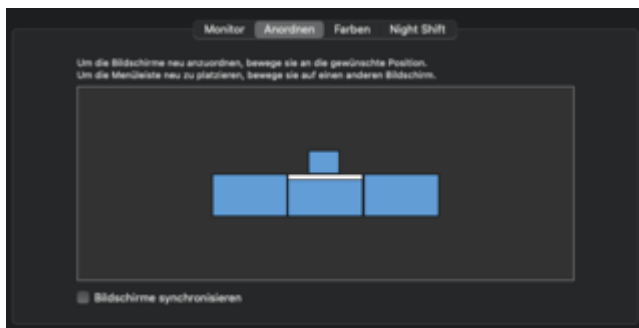 Monitor Anordnen Farben Night Shift
Um die Bildschirme neu anzuordnen, bewege sie an die gewünschte Position.
Um die Menüleiste neu zu platzieren, bewege sie auf einen anderen Bildschirm.
Bildschirme synchronisieren